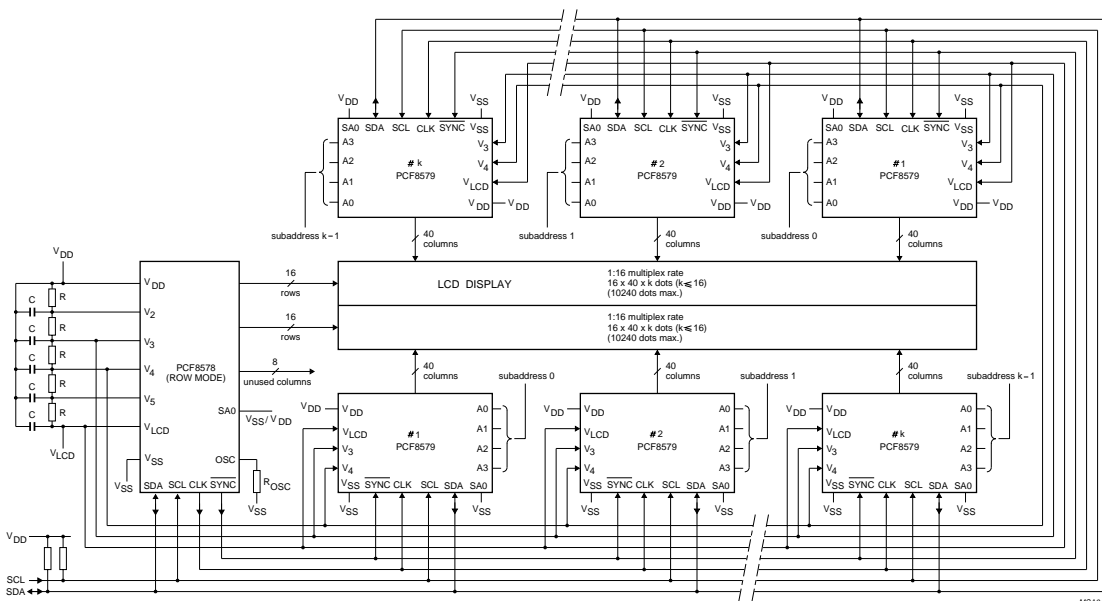 VDD VSS VDD VSS VDD VSS
SA0 SDA SCL CLK SYNC VSS
A3 V3
A2 # k V4
A1 PCF8579 VLCD
A0 VDD VDD
subaddress k−1
40
columns
SA0 SDA SCL CLK SYNC VSS
A3 V3
A2 # 2 V4
A1 PCF8579 VLCD
A0 VDD VDD
subaddress 1
40
columns
SA0 SDA SCL CLK SYNC VSS
A3 V3
A2 # 1 V4
A1 PCF8579 VLCD
A0 VDD VDD
subaddress 0
40
columns
VDD
C R
C R
C R
C R
C R
VLCD
VDD
V2
V3
V4
V5
VLCD
VSS
VSS
PCF8578
(ROW MODE)
SA0 VSS/VDD
OSC
ROSC
VSS
SDA SCL CLK SYNC
16
rows
16
rows
8
unused columns
LCD DISPLAY
1:16 multiplex rate
16 x 40 x k dots (k⩽16)
(10240 dots max.)
1:16 multiplex rate
16 x 40 x k dots (k⩽16)
(10240 dots max.)
40
columns
subaddress 0
VDD VDD A0
VLCD # 1 A1
V3 PCF8579 A2
V4 A3
VSS SYNC CLK SCL SDA SA0
VSS VSS
40
columns
subaddress 1
VDD VDD A0
VLCD # 2 A1
V3 PCF8579 A2
V4 A3
VSS SYNC CLK SCL SDA SA0
VSS VSS
40
columns
subaddress k−1
VDD VDD A0
VLCD # k A1
V3 PCF8579 A2
V4 A3
VSS SYNC CLK SCL SDA SA0
VSS VSS
VDD
SCL
SDA